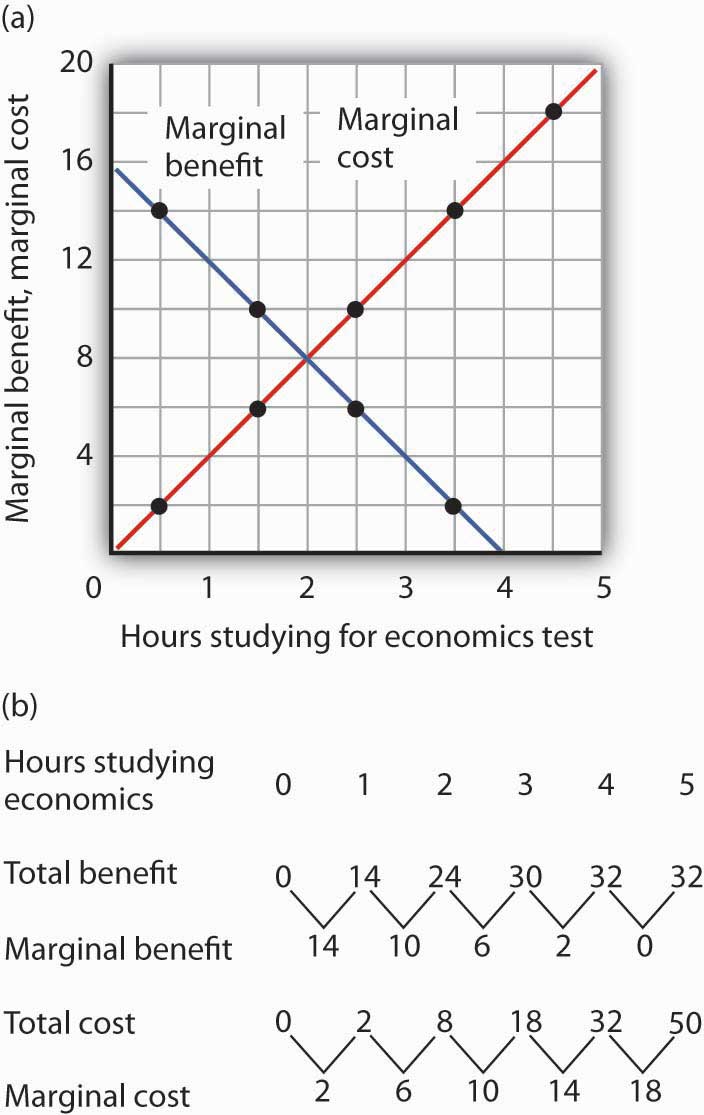 (a)
20
16
12
8
4
0 1 2 3 4 5
Marginal benefit, marginal cost
Marginal
benefit
Marginal
cost
Hours studying for economics test
(b)
Hours studying
economics
0 1 2 3 4 5
Total benefit 0 14 24 30 32 32
Marginal benefit 14 10 6 2 0
Total cost 0 2 8 18 32 50
Marginal cost 2 6 10 14 18